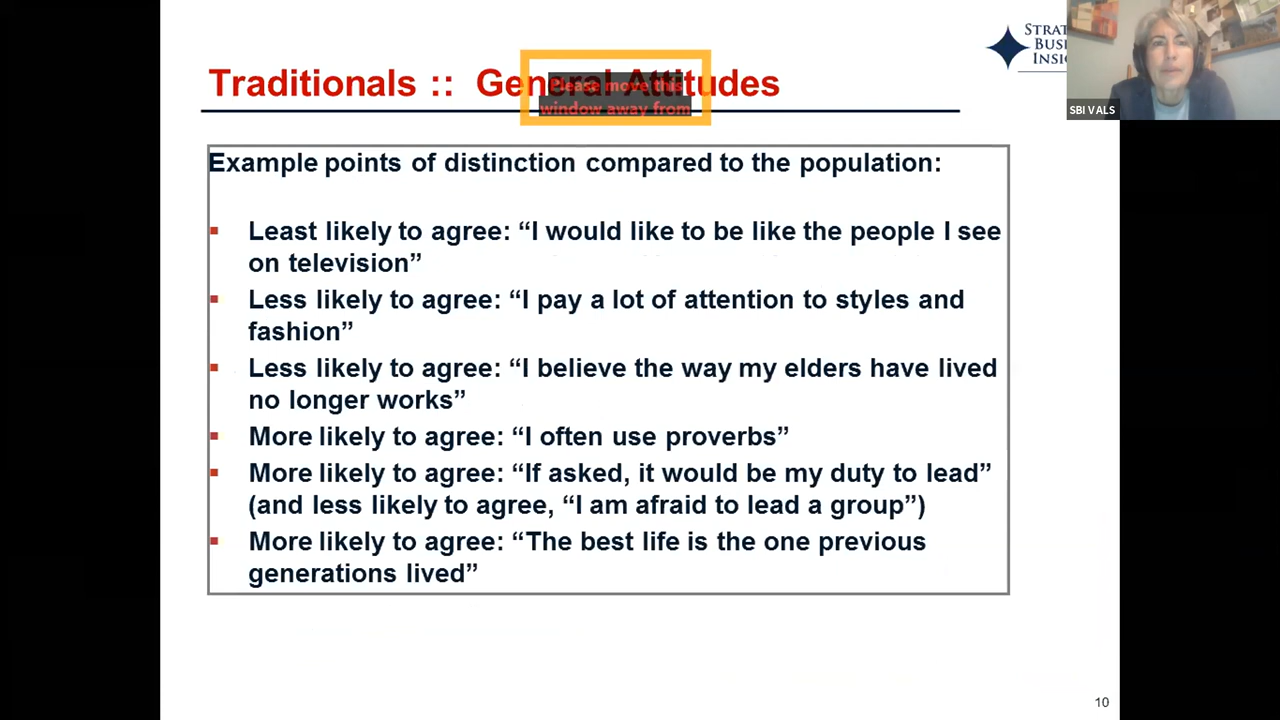 Traditionals :: General Attitudes
Please move this
window away from
STRAT
BUSI
INSIG
SBI VALS
Example points of distinction compared to the population:
▪ Least likely to agree: “I would like to be like the people I see
on television”
▪ Less likely to agree: “I pay a lot of attention to styles and
fashion”
▪ Less likely to agree: “I believe the way my elders have lived
no longer works”
▪ More likely to agree: “I often use proverbs”
▪ More likely to agree: “If asked, it would be my duty to lead”
(and less likely to agree, “I am afraid to lead a group”)
▪ More likely to agree: “The best life is the one previous
generations lived”
10